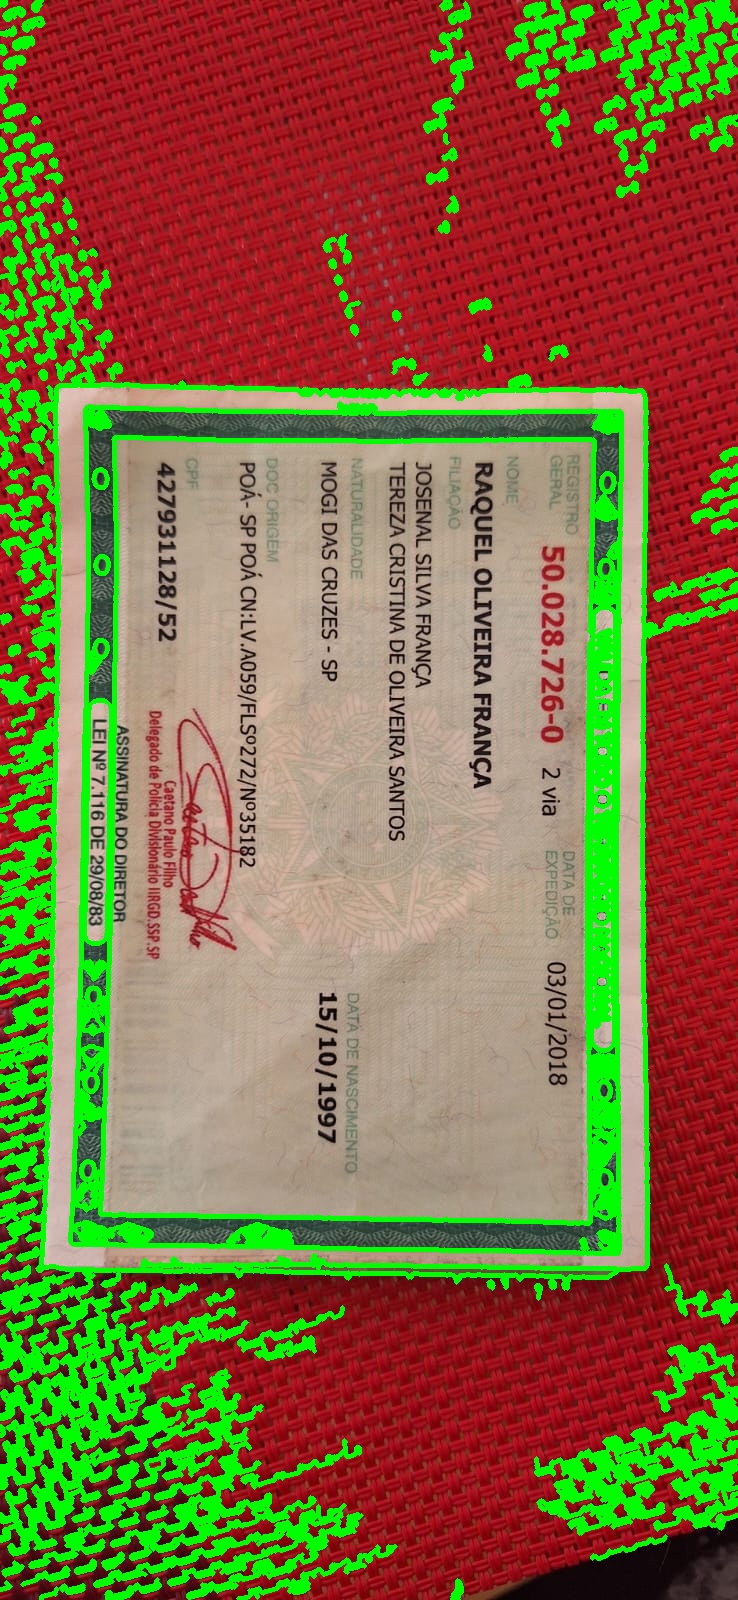 REGISTRO GERAL 50.028.726-0 2 via DATA DE EXPEDIÇÃO 03/01/2018
NOME
RAQUEL OLIVEIRA FRANÇA
FILIAÇÃO
JOSENAL SILVA FRANÇA
TEREZA CRISTINA DE OLIVEIRA SANTOS
NATURALIDADE DATA DE NASCIMENTO
MOGI DAS CRUZES - SP 15/10/1997
DOC ORIGEM
POÁ- SP POÁ CN:LV.A059/FLSº272/Nº35182
CPF
427931128/52
Caetano Paulo Filho
Delegado de Polícia Divisionário IIRGD.SSP.SP
ASSINATURA DO DIRETOR
LEI Nº 7.116 DE 29/08/83